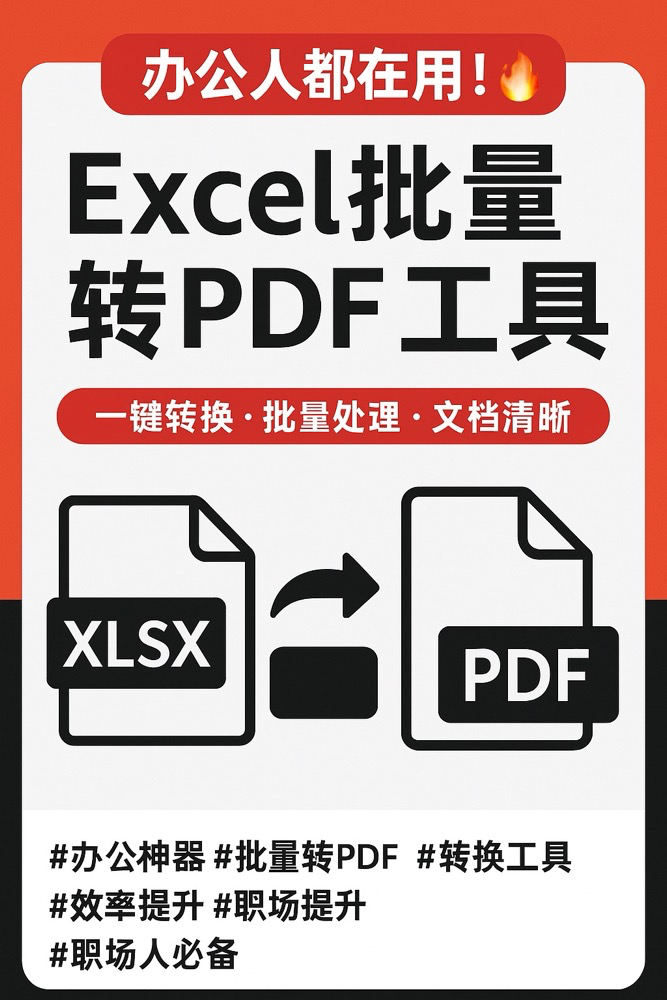 办公人都在用！🔥
Excel批量
转PDF工具
一键转换·批量处理·文档清晰
XLSX
PDF
#办公神器 #批量转PDF #转换工具
#效率提升 #职场提升
#职场人必备